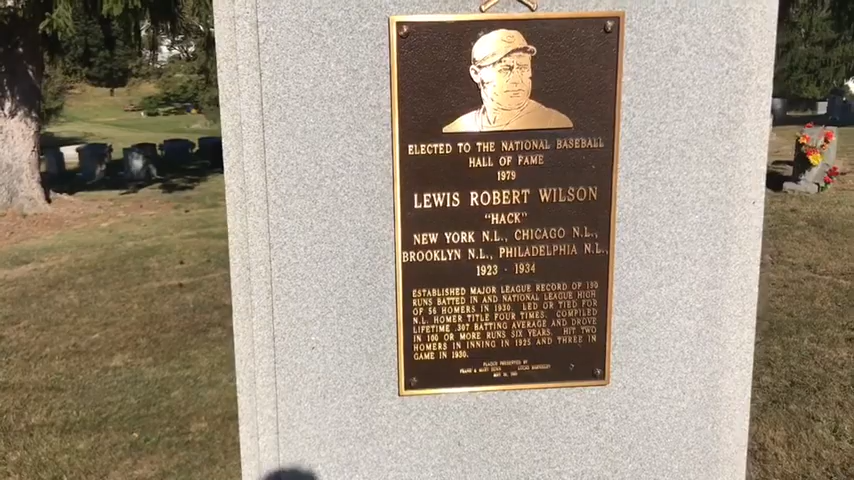 ELECTED TO THE NATIONAL BASEBALL
HALL OF FAME
1979
LEWIS ROBERT WILSON
"HACK"
NEW YORK N.L., CHICAGO N.L.,
BROOKLYN N.L., PHILADELPHIA N.L.,
1923 - 1934
ESTABLISHED MAJOR LEAGUE RECORD OF 190
RUNS BATTED IN AND NATIONAL LEAGUE HIGH
OF 56 HOMERS IN 1930. LED OR TIED FOR
N.L. HOMER TITLE FOUR TIMES. COMPILED
LIFETIME .307 BATTING AVERAGE AND DROVE
IN 100 OR MORE RUNS SIX YEARS. HIT TWO
HOMERS IN INNING IN 1925 AND THREE IN
GAME IN 1930.
PLAQUE PRESENTED BY